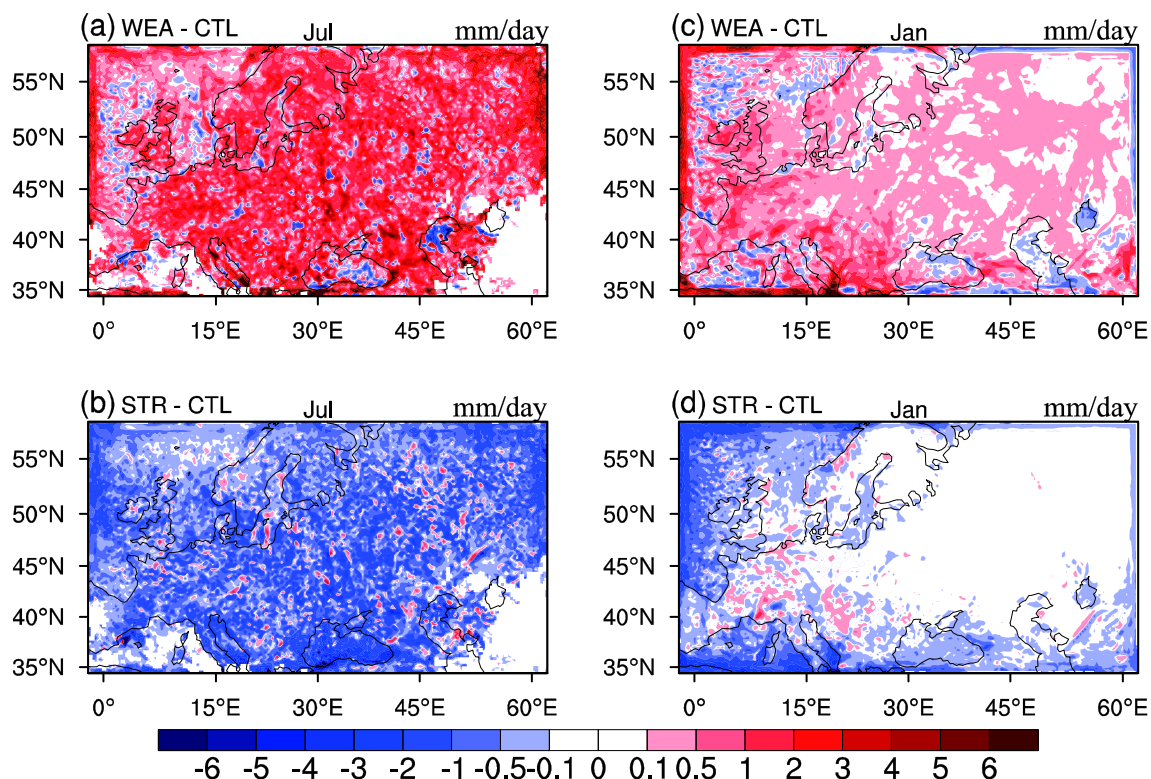 (a) WEA - CTL Jul mm/day
55°N
50°N
45°N
40°N
35°N
0° 15°E 30°E 45°E 60°E
(c) WEA - CTL Jan mm/day
55°N
50°N
45°N
40°N
35°N
0° 15°E 30°E 45°E 60°E
(b) STR - CTL Jul mm/day
55°N
50°N
45°N
40°N
35°N
0° 15°E 30°E 45°E 60°E
(d) STR - CTL Jan mm/day
55°N
50°N
45°N
40°N
35°N
0° 15°E 30°E 45°E 60°E
-6 -5 -4 -3 -2 -1 -0.5 -0.1 0 0.1 0.5 1 2 3 4 5 6